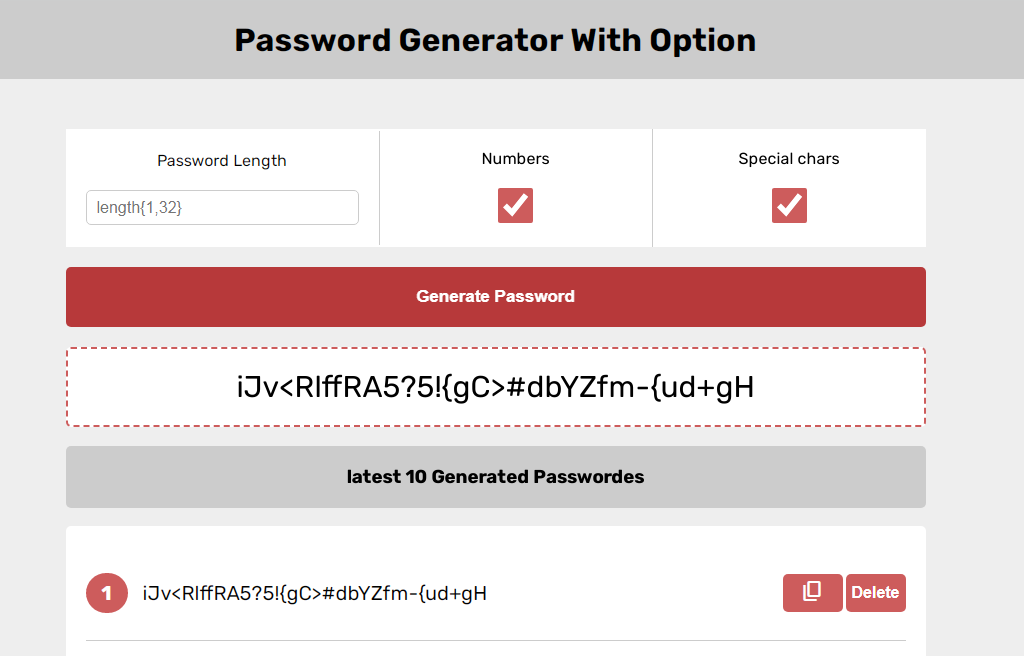 Password Generator With Option
Password Length
Numbers
Special chars
length{1,32}
Generate Password
iJv<RlffRA5?5!{gC>#dbYZfm-{ud+gH
latest 10 Generated Passwordes
1
iJv<RlffRA5?5!{gC>#dbYZfm-{ud+gH
Delete